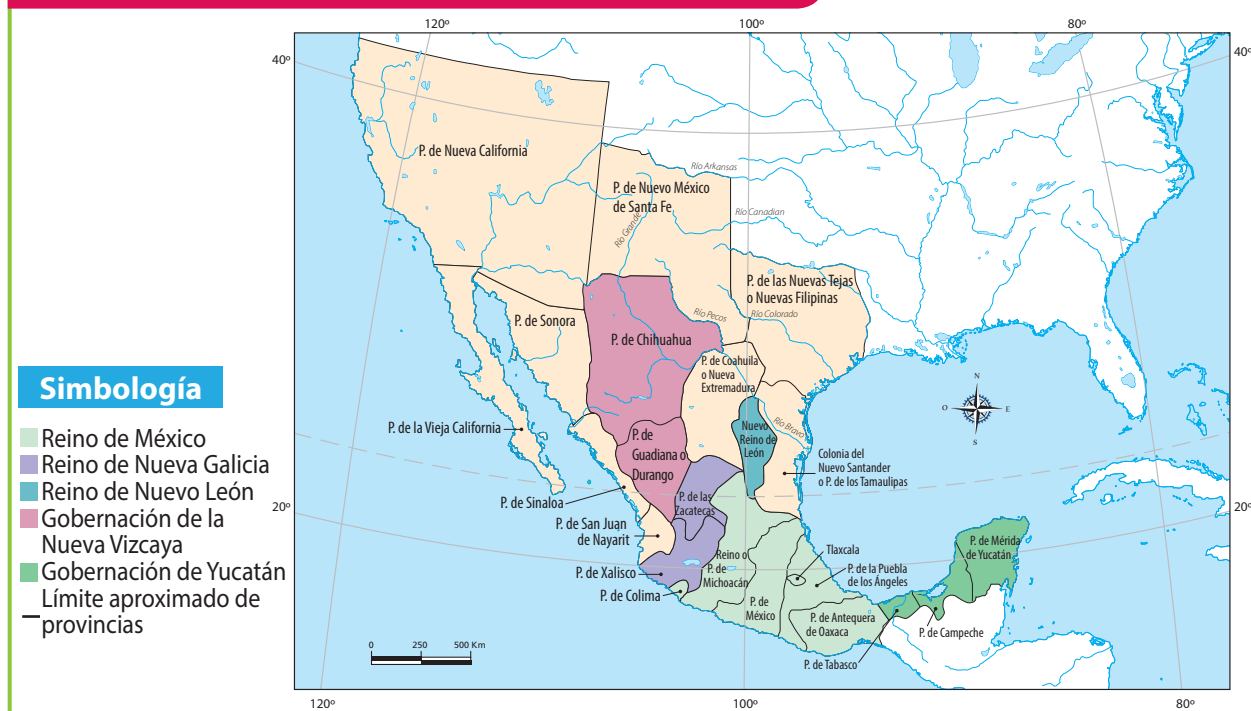 120º
100º
80º
40º
40º
P. de Nueva California
Río Arkansas
P. de Nuevo México
de Santa Fe
Río Canadian
Río Grande
P. de las Nuevas Tejas
o Nuevas Filipinas
P. de Sonora
Río Pecos
Río Colorado
P. de Chihuahua
P. de Coahuila
o Nueva
Extremadura
N
O
E
S
Simbología
Reino de México
Reino de Nueva Galicia
Reino de Nuevo León
Gobernación de la
Nueva Vizcaya
Gobernación de Yucatán
Límite aproximado de
provincias
P. de la Vieja California
P. de
Guadiana o
Durango
Nuevo
Reino de
León
Río Bravo
Colonia del
Nuevo Santander
o P. de los Tamaulipas
P. de Sinaloa
P. de las
Zacatecas
20º
20º
P. de San Juan
de Nayarit
P. de Xalisco
P. de Colima
Reino o
P. de
Michoacán
Tlaxcala
P. de la Puebla
de los Ángeles
P. de Mérida
de Yucatán
P. de
México
P. de Antequera
de Oaxaca
P. de Campeche
P. de Tabasco
0
250
500 Km
120º
100º
80º